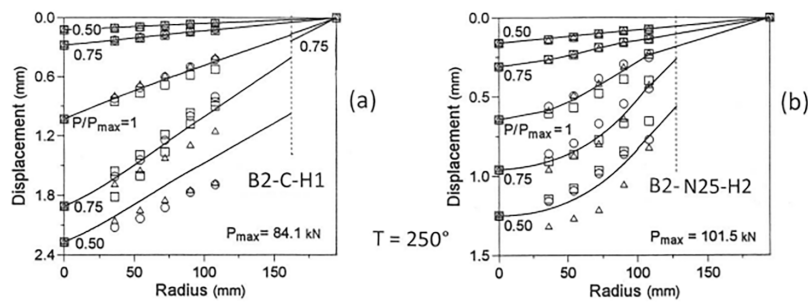 0.0
0.6
1.2
1.8
2.4
Displacement (mm)
0.50
0.75
0.75
P/Pmax=1
0.75
0.50
(a)
B2-C-H1
Pmax= 84.1 kN
0
50
100
150
Radius (mm)
T = 250°
0.0
0.5
1.0
1.5
Displacement (mm)
0.50
0.75
P/Pmax=1
0.75
0.50
(b)
B2- N25-H2
Pmax= 101.5 kN
0
50
100
150
Radius (mm)